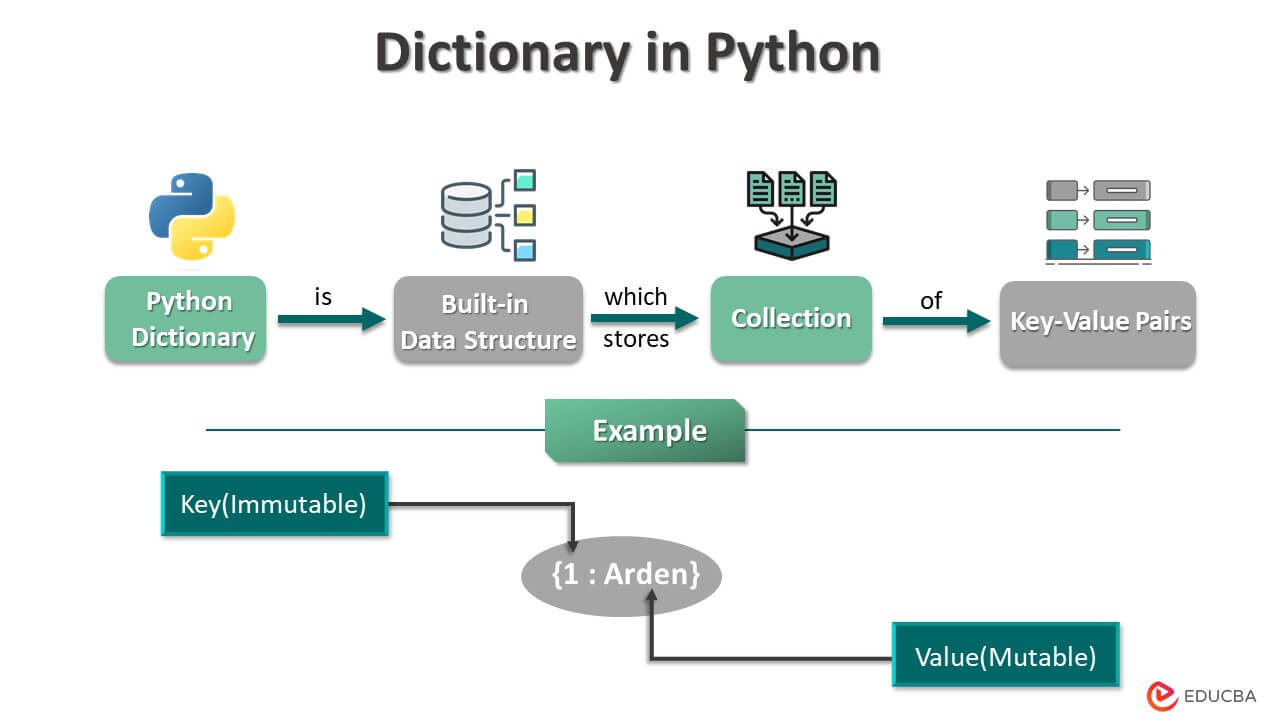 Dictionary in Python
Python
Dictionary
is
Built-in
Data Structure
which
stores
Collection
of
Key-Value Pairs
Example
Key(Immutable)
{1 : Arden}
Value(Mutable)
EDUCBA